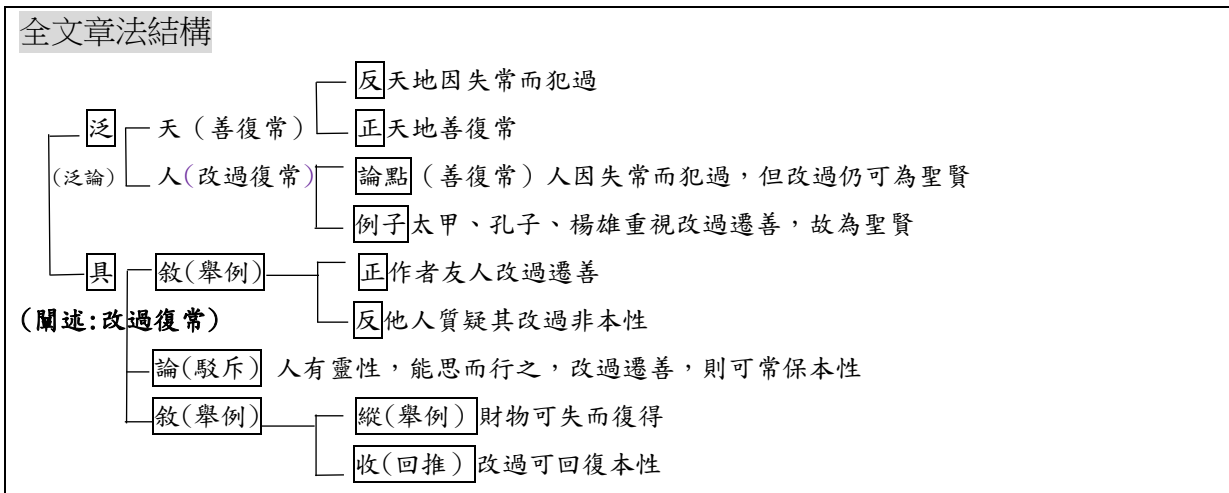 全文章法結構
反天地因失常而犯過
泛 天（善復常） 正天地善復常
(泛論) 人(改過復常) 論點（善復常）人因失常而犯過，但改過仍可為聖賢
例子太甲、孔子、楊雄重視改過遷善，故為聖賢
具 敘(舉例) 正作者友人改過遷善
(闡述:改過復常) 反他人質疑其改過非本性
論(駁斥) 人有靈性，能思而行之，改過遷善，則可常保本性
敘(舉例) 縱(舉例）財物可失而復得
收(回推）改過可回復本性